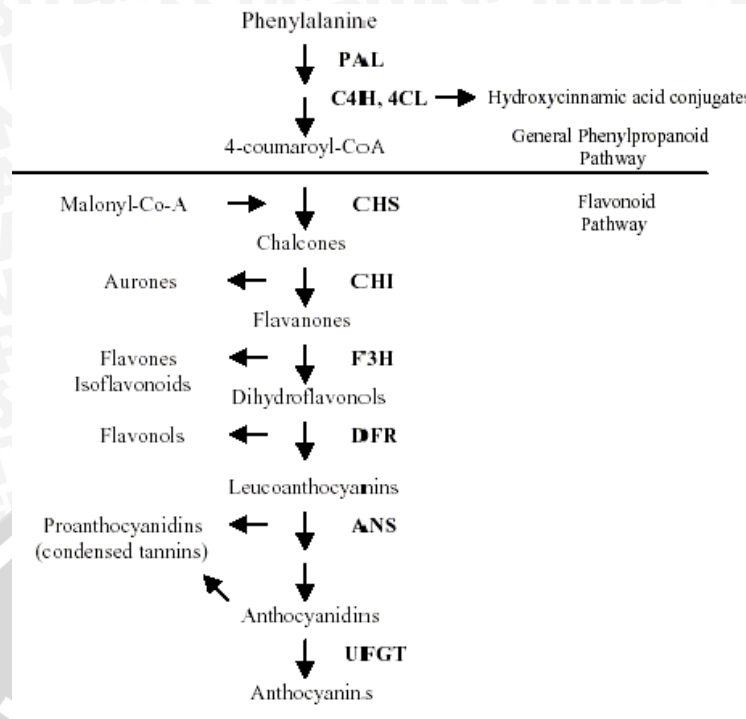 Phenylalanine
PAL
C4H, 4CL
Hydroxycinnamic acid conjugates
4-coumaroyl-CoA
General Phenylpropanoid
Pathway
Malonyl-Co-A
CHS
Flavonoid
Pathway
Chalcones
Aurones
CHI
Flavanones
Flavones
Isoflavonoids
F3H
Dihydroflavonols
Flavonols
DFR
Leucoanthocyanins
Proanthocyanidins
(condensed tannins)
ANS
Anthocyanidins
UFGT
Anthocyanins